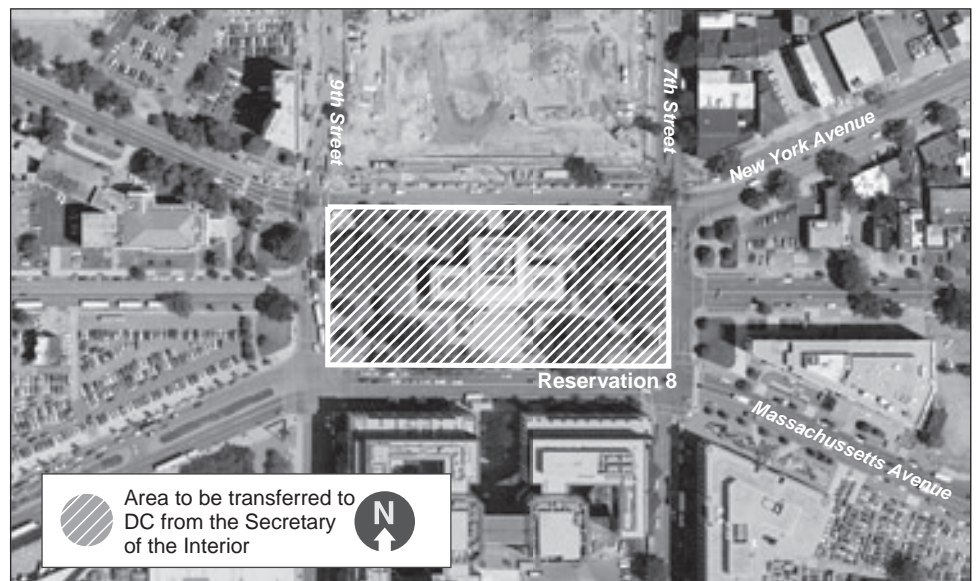 9th Street
7th Street
New York Avenue
Reservation 8
Massachussetts Avenue
Area to be transferred to
DC from the Secretary
of the Interior
N